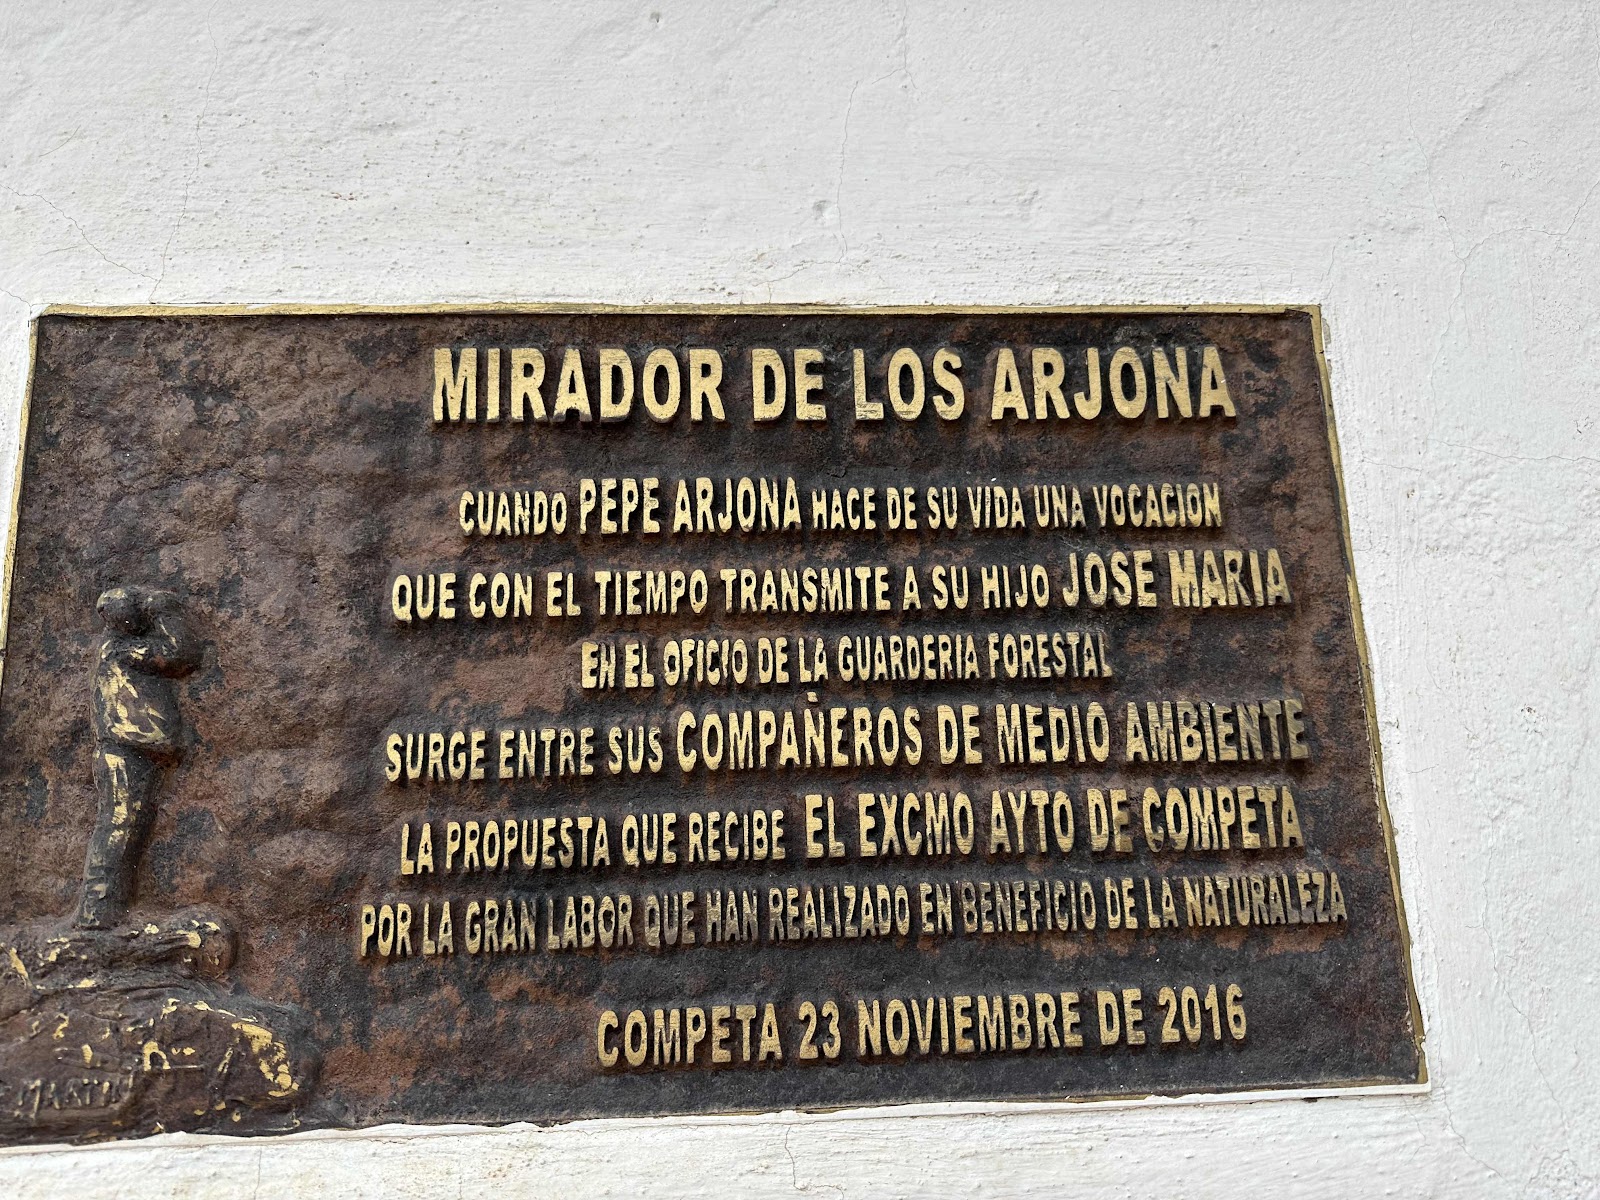 MIRADOR DE LOS ARJONA
CUANDO PEPE ARJONA HACE DE SU VIDA UNA VOCACION
QUE CON EL TIEMPO TRANSMITE A SU HIJO JOSE MARIA
EN EL OFICIO DE LA GUARDERIA FORESTAL
SURGE ENTRE SUS COMPAÑEROS DE MEDIO AMBIENTE
LA PROPUESTA QUE RECIBE EL EXCMO AYTO DE COMPETA
POR LA GRAN LABOR QUE HAN REALIZADO EN BENEFICIO DE LA NATURALEZA
COMPETA 23 NOVIEMBRE DE 2016
MARTIN